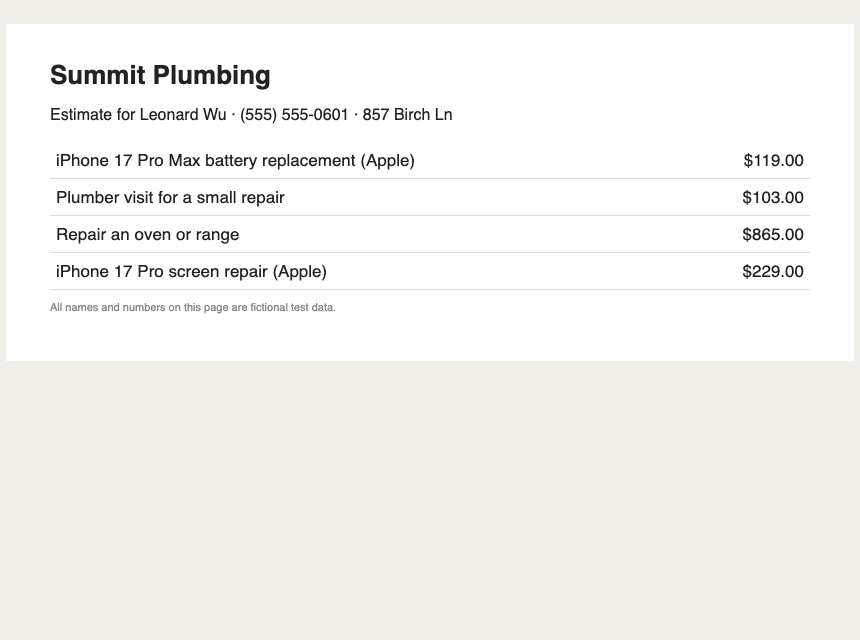 Summit Plumbing
Estimate for Leonard Wu · (555) 555-0601 · 857 Birch Ln
iPhone 17 Pro Max battery replacement (Apple) $119.00
Plumber visit for a small repair $103.00
Repair an oven or range $865.00
iPhone 17 Pro screen repair (Apple) $229.00
All names and numbers on this page are fictional test data.